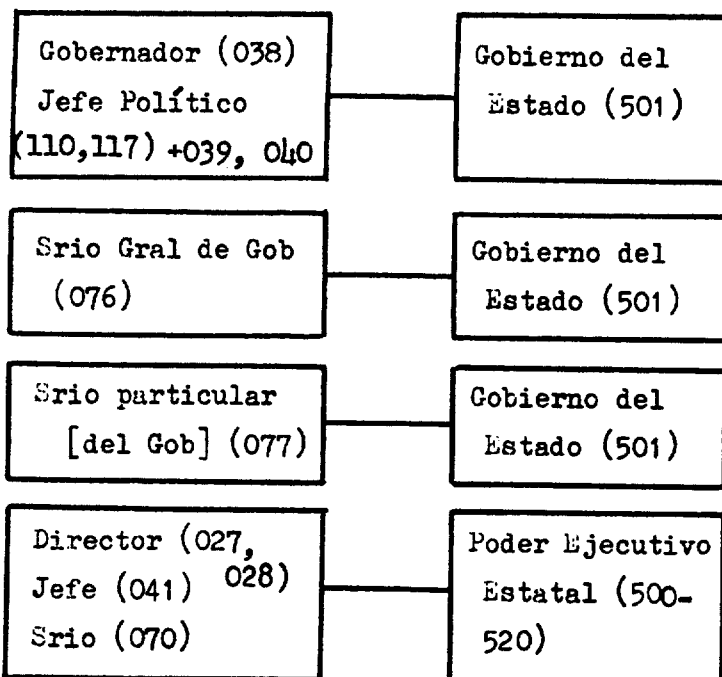 Gobernador (038)
Jefe Político
(110,117) +039, 040
Gobierno del
Estado (501)
Srio Gral de Gob
(076)
Gobierno del
Estado (501)
Srio particular
[del Gob] (077)
Gobierno del
Estado (501)
Director (027,
028)
Jefe (041)
Srio (070)
Poder Ejecutivo
Estatal (500-
520)